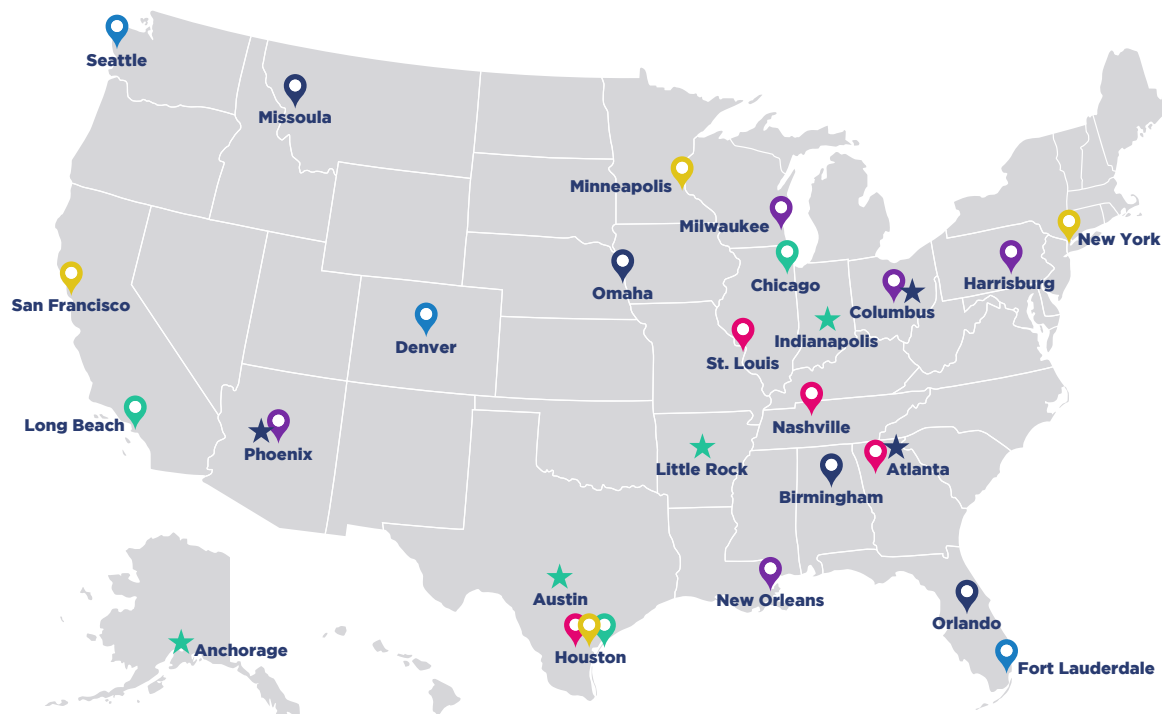 Seattle
Missoula
Minneapolis
Milwaukee
New York
Chicago
Harrisburg
Omaha
San Francisco
Columbus
Indianapolis
Denver
St. Louis
Long Beach
Nashville
Phoenix
Little Rock
Atlanta
Birmingham
Austin
New Orleans
Orlando
Anchorage
Houston
Fort Lauderdale